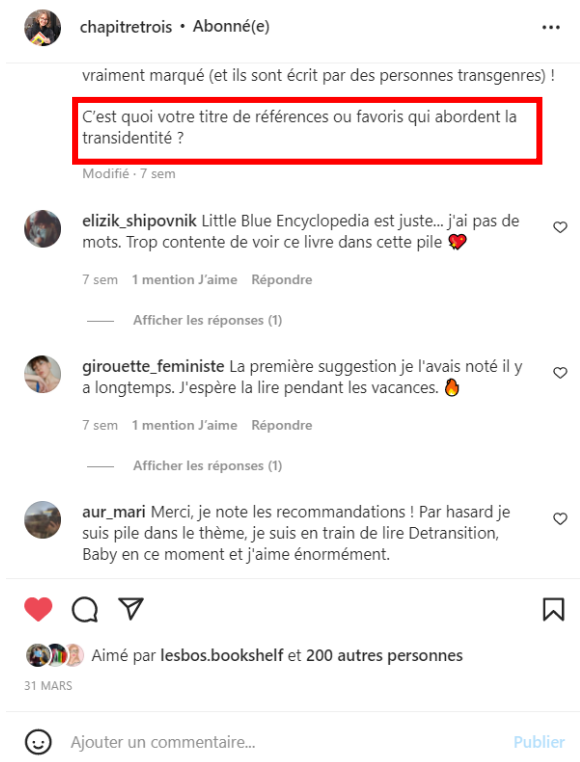 chapitretrois • Abonné(e)
vraiment marqué (et ils sont écrit par des personnes transgenres) !
C'est quoi votre titre de références ou favoris qui abordent la
transidentité ?
Modifié · 7 sem
elizik_shipovnik Little Blue Encyclopedia est juste... j'ai pas de
mots. Trop contente de voir ce livre dans cette pile 💖
7 sem 1 mention J'aime Répondre
Afficher les réponses (1)
girouette_feministe La première suggestion je l'avais noté il y
a longtemps. J'espère la lire pendant les vacances. 🔥
7 sem 1 mention J'aime Répondre
Afficher les réponses (1)
aur_mari Merci, je note les recommandations ! Par hasard je
suis pile dans le thème, je suis en train de lire Detransition,
Baby en ce moment et j'aime énormément.
Aimé par lesbos.bookshelf et 200 autres personnes
31 MARS
Ajouter un commentaire... Publier